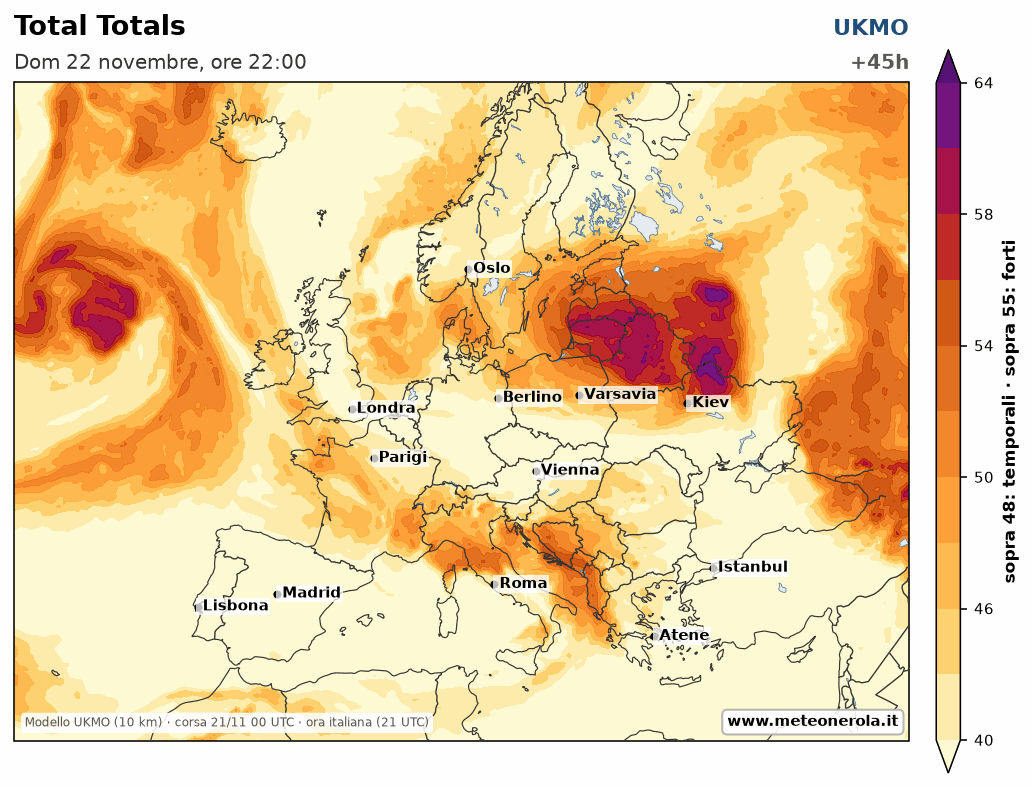 Total Totals
UKMO
Dom 22 novembre, ore 22:00
+45h
64
58
54
50
46
40
sopra 48: temporali · sopra 55: forti
Oslo
Berlino
Varsavia
Kiev
Londra
Parigi
Vienna
Istanbul
Roma
Madrid
Lisbona
Atene
Modello UKMO (10 km) · corsa 21/11 00 UTC · ora italiana (21 UTC)
www.meteonerola.it